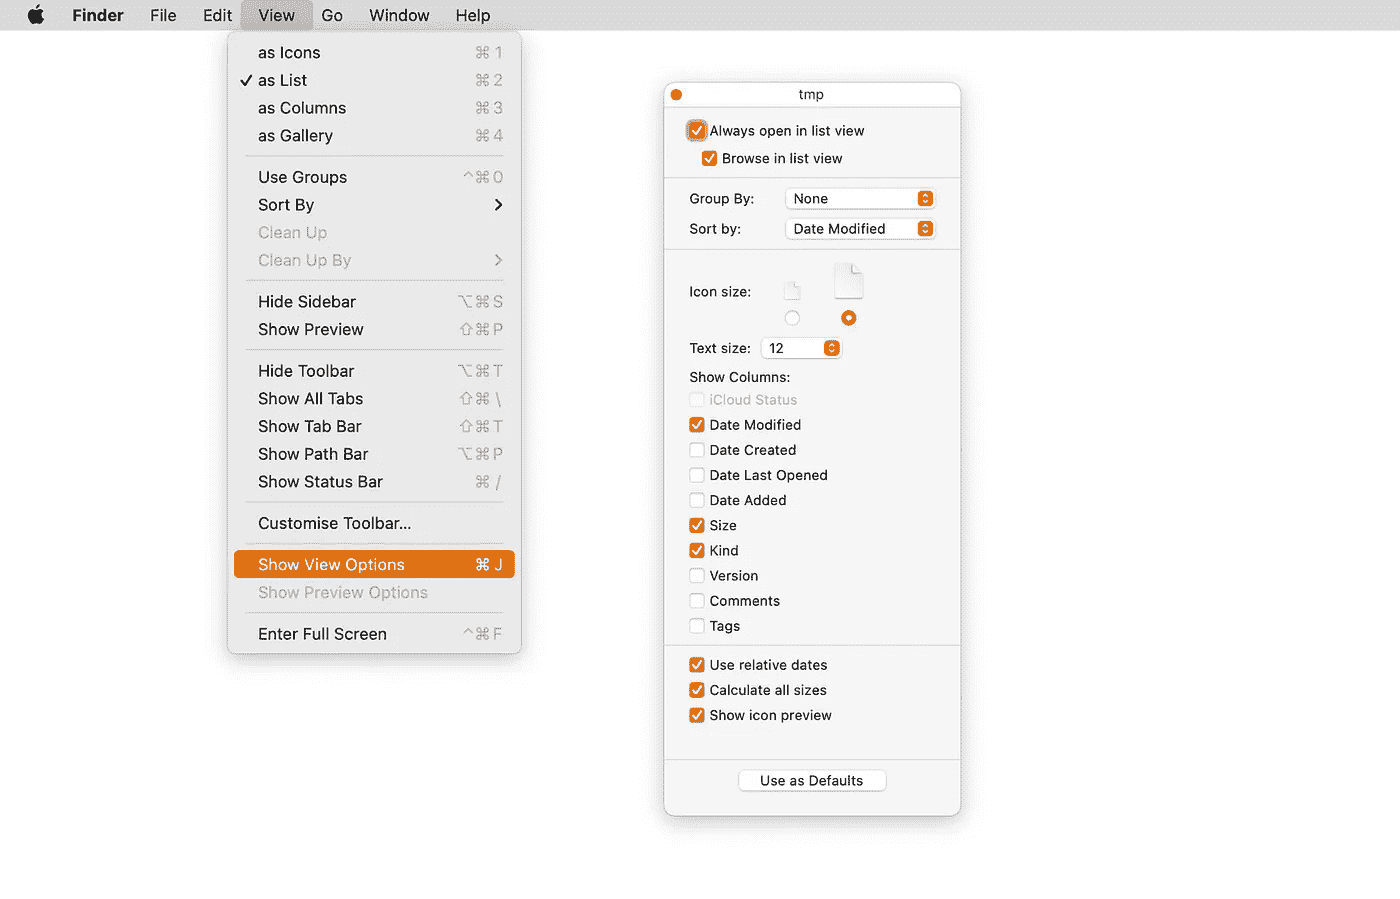 Finder File Edit View Go Window Help
as Icons ⌘ 1
✓ as List ⌘ 2
as Columns ⌘ 3
as Gallery ⌘ 4
Use Groups ^⌘0
Sort By >
Clean Up
Clean Up By >
Hide Sidebar ⌥⌘S
Show Preview ⇧⌘P
Hide Toolbar ⌥⌘T
Show All Tabs ⇧⌘\
Show Tab Bar ⇧⌘T
Show Path Bar ⌥⌘P
Show Status Bar ⌘/
Customise Toolbar...
Show View Options ⌘J
Show Preview Options
Enter Full Screen ^⌘F
tmp
Always open in list view
Browse in list view
Group By: None
Sort by: Date Modified
Icon size:
Text size: 12
Show Columns:
iCloud Status
Date Modified
Date Created
Date Last Opened
Date Added
Size
Kind
Version
Comments
Tags
Use relative dates
Calculate all sizes
Show icon preview
Use as Defaults